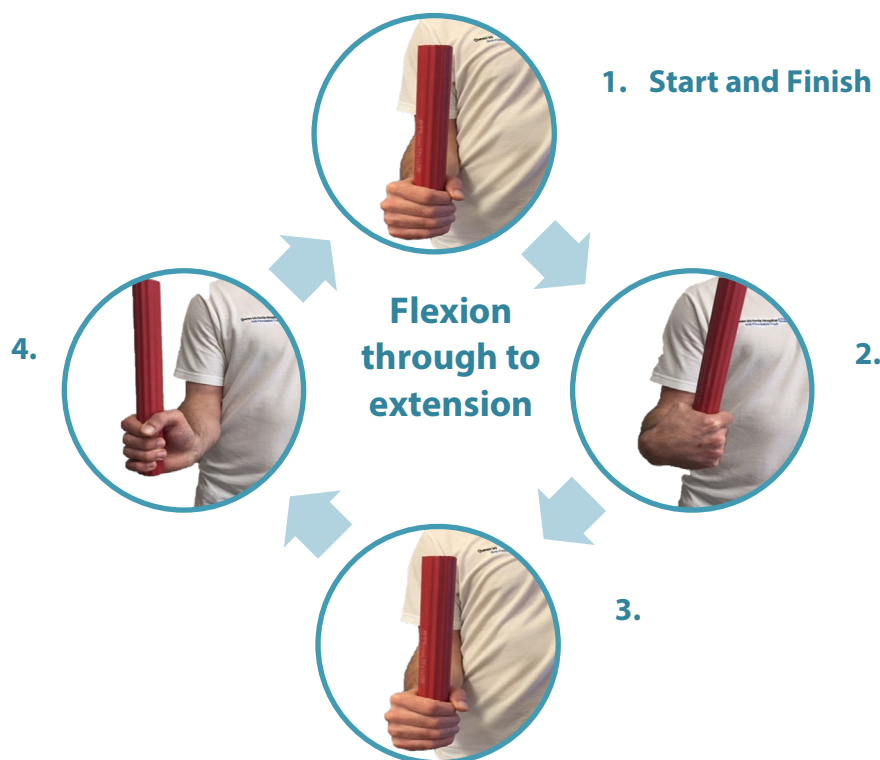 1. Start and Finish
Flexion
through to
extension
4.
2.
3.